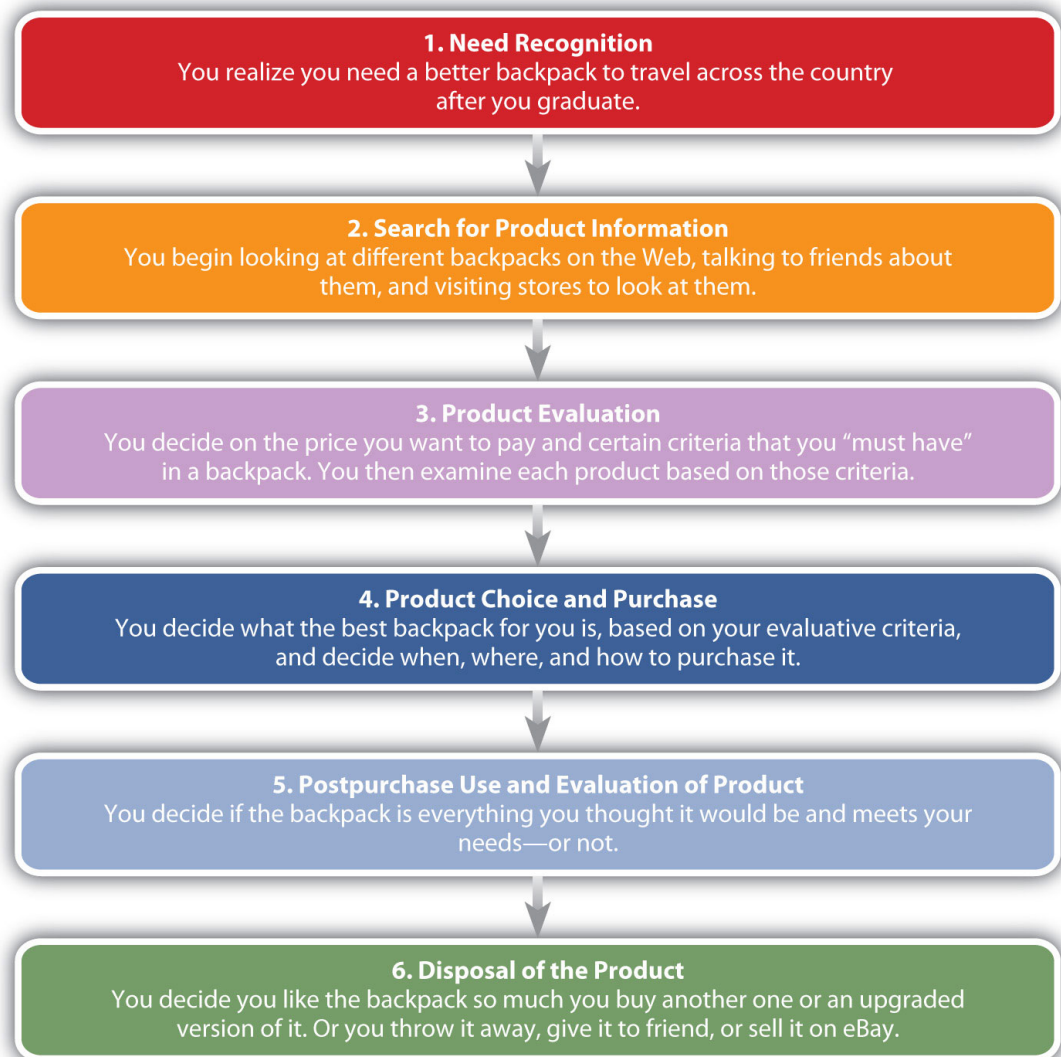 1. Need Recognition
You realize you need a better backpack to travel across the country
after you graduate.
2. Search for Product Information
You begin looking at different backpacks on the Web, talking to friends about
them, and visiting stores to look at them.
3. Product Evaluation
You decide on the price you want to pay and certain criteria that you “must have”
in a backpack. You then examine each product based on those criteria.
4. Product Choice and Purchase
You decide what the best backpack for you is, based on your evaluative criteria,
and decide when, where, and how to purchase it.
5. Postpurchase Use and Evaluation of Product
You decide if the backpack is everything you thought it would be and meets your
needs—or not.
6. Disposal of the Product
You decide you like the backpack so much you buy another one or an upgraded
version of it. Or you throw it away, give it to friend, or sell it on eBay.